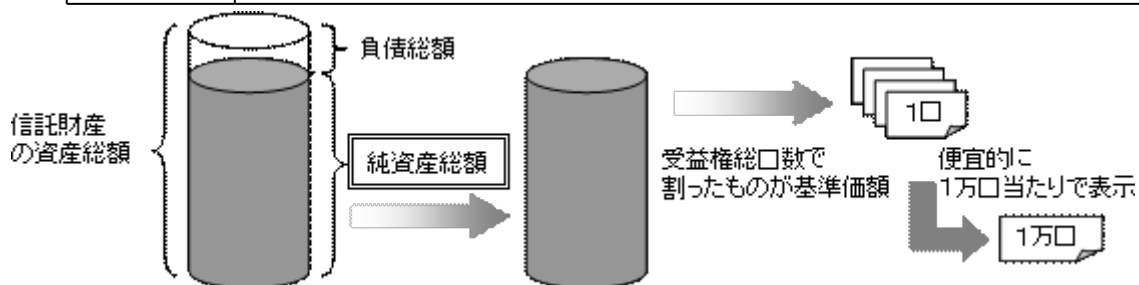 負債総額
信託財産
の資産総額
純資産総額
1口
受益権総口数で
割ったものが基準価額
便宜的に
1万口当たりで表示
1万口